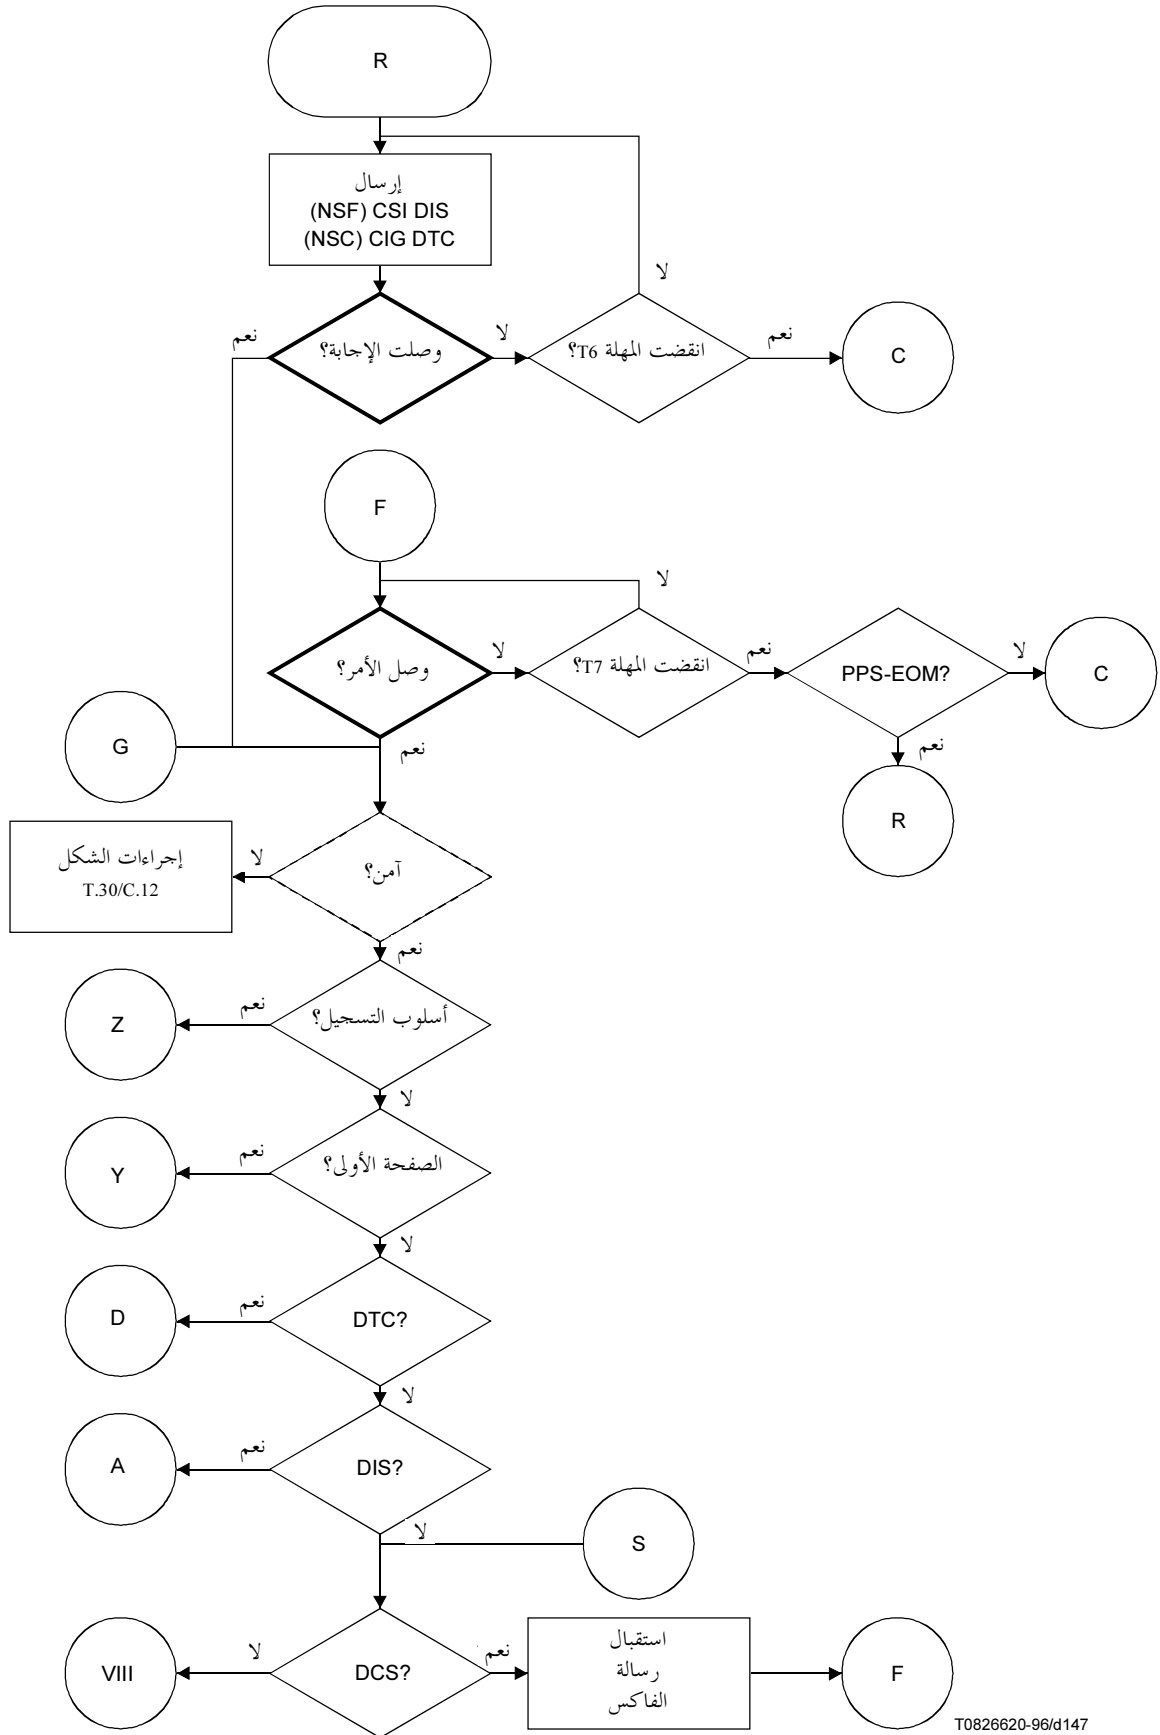 R
إرسال
(NSF) CSI DIS
(NSC) CIG DTC
لا
نعم
وصلت الإجابة؟
لا
انقضت المهلة T6؟
نعم
C
F
لا
وصل الأمر؟
لا
انقضت المهلة T7؟
نعم
PPS-EOM?
لا
C
G
نعم
نعم
R
إجراءات الشكل
T.30/C.12
لا
آمن؟
نعم
Z
نعم
أسلوب التسجيل؟
لا
Y
نعم
الصفحة الأولى؟
لا
D
نعم
DTC?
لا
A
نعم
DIS?
لا
S
VIII
لا
DCS?
نعم
استقبال
رسالة
الفاكس
F
T0826620-96/d147